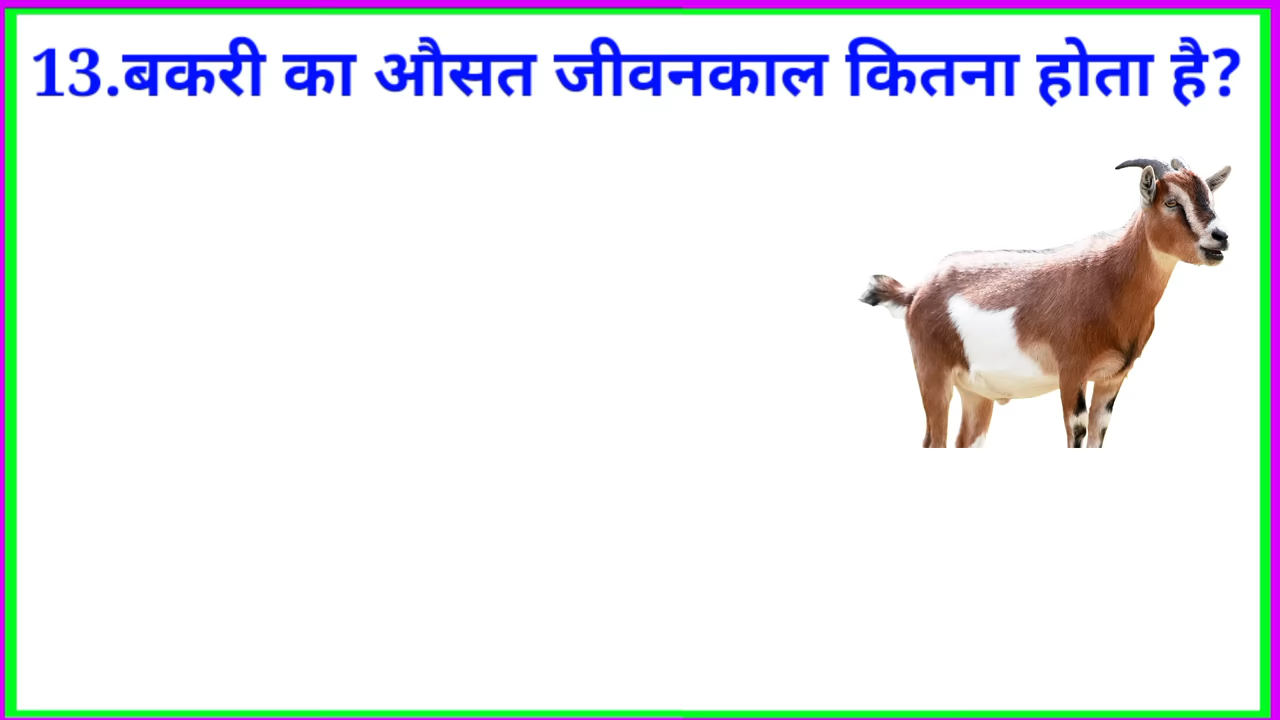 13.बकरी का औसत जीवनकाल कितना होता है?